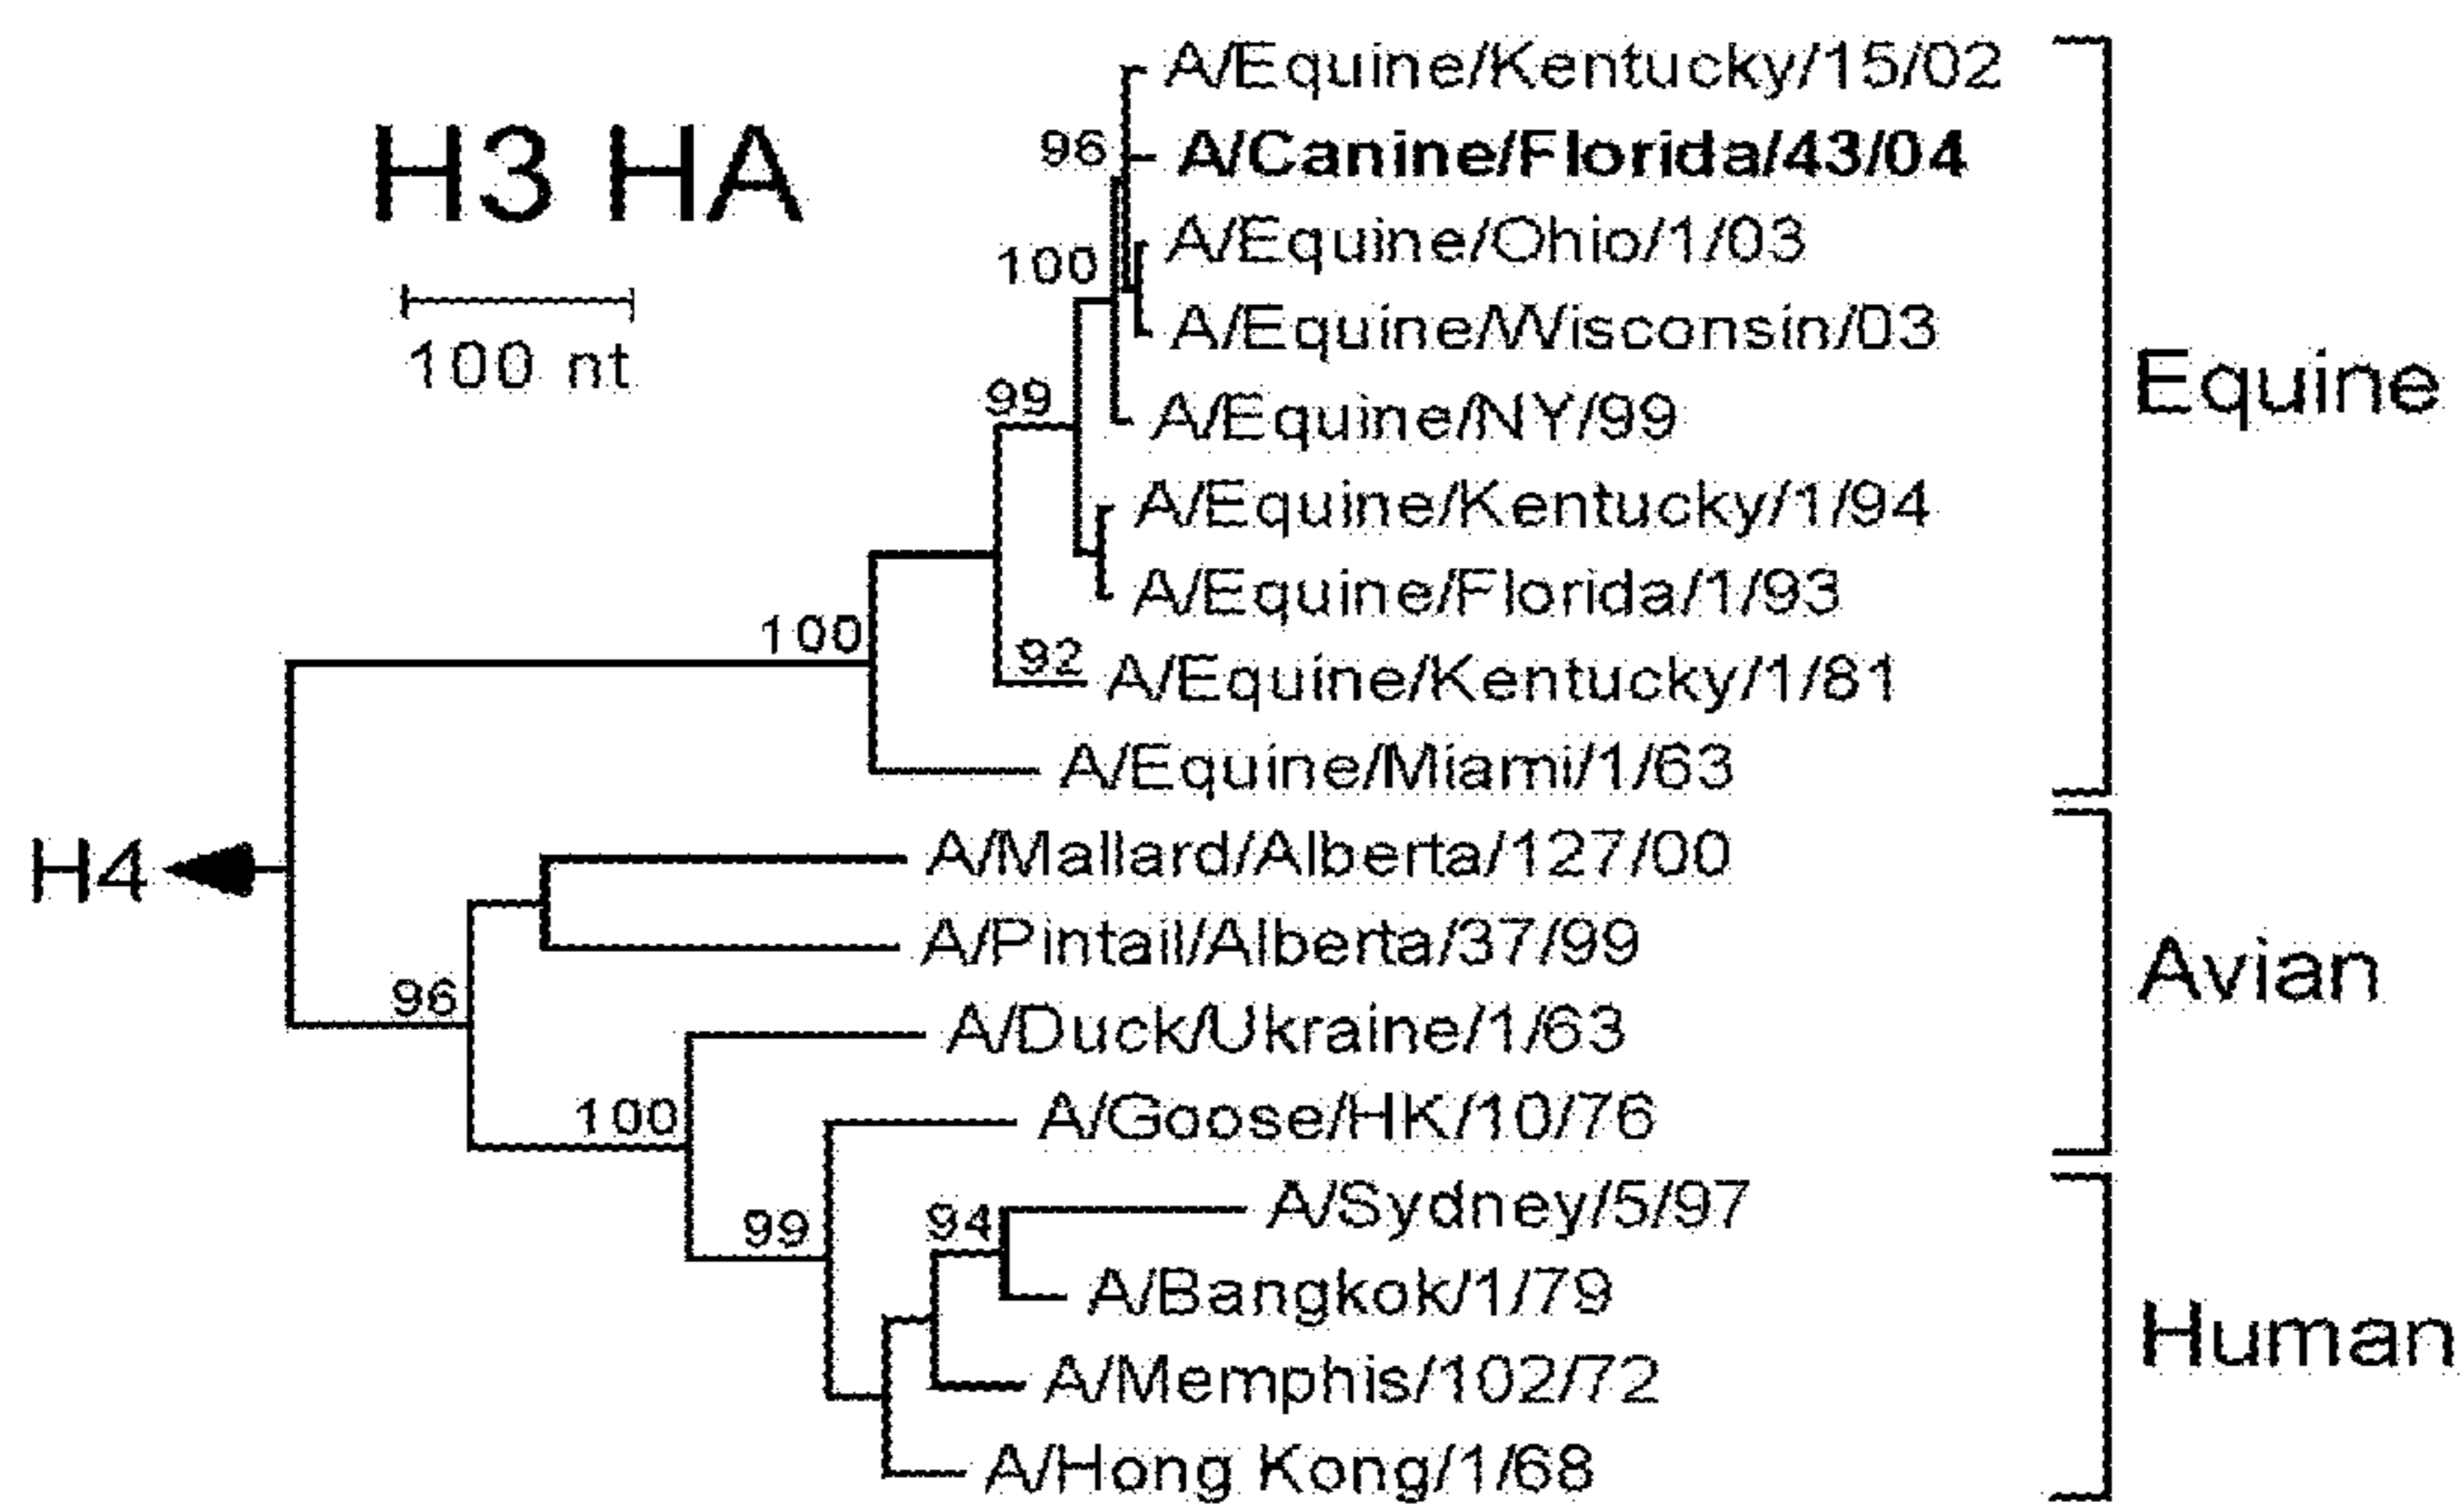 H3 HA
100 nt
A/Equine/Kentucky/15/02
96
A/Canine/Florida/43/04
A/Equine/Ohio/1/03
100
A/Equine/Wisconsin/03
99
A/Equine/NY/99
Equine
A/Equine/Kentucky/1/94
A/Equine/Florida/1/93
100
92
A/Equine/Kentucky/1/81
A/Equine/Miami/1/63
H4
A/Mallard/Alberta/127/00
A/Pintail/Alberta/37/99
Avian
96
A/Duck/Ukraine/1/63
100
A/Goose/HK/10/76
99
94
A/Sydney/5/97
A/Bangkok/1/79
Human
A/Memphis/102/72
A/Hong Kong/1/68